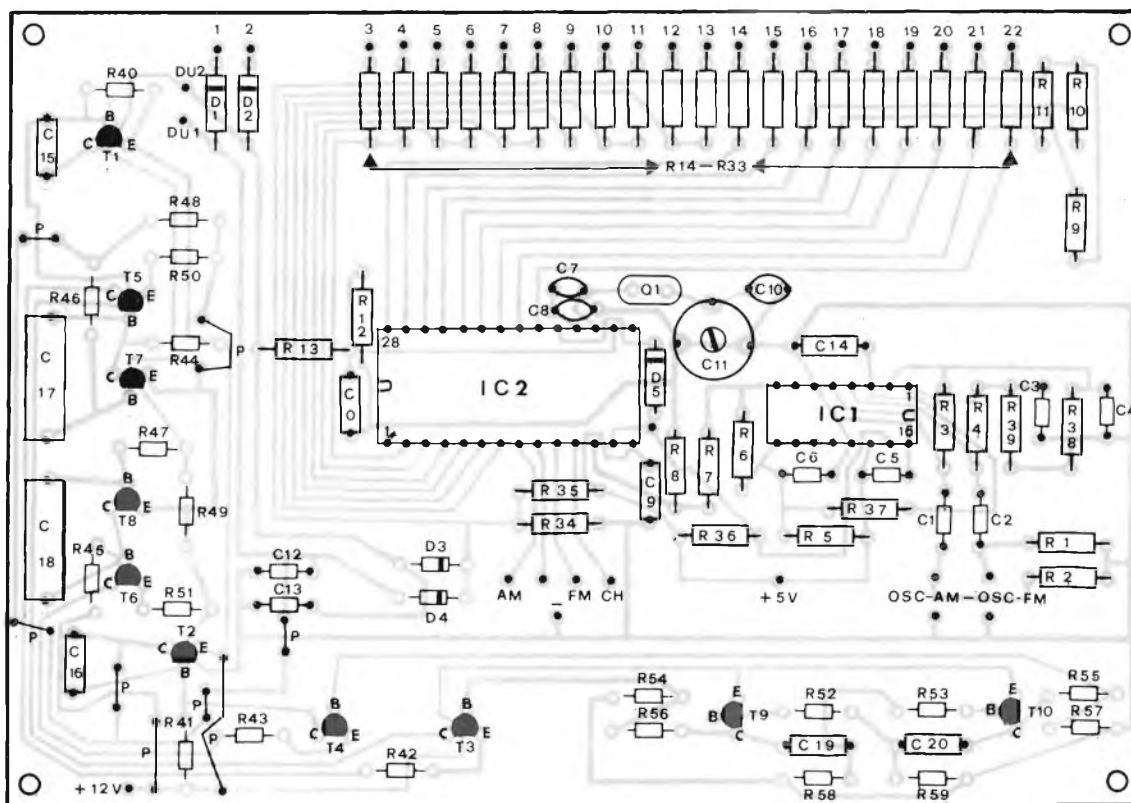 1 2 3 4 5 6 7 8 9 10 11 12 13 14 15 16 17 18 19 20 21 22
R40 DU2 D1 D2 R11 R10
C15 B C E T1 DU1
R14-R33
R48 R9
P
R50
T5 C E B
R46 R12 C7 Q1 C10
C8
R44 P R13 28 C11 C14
C17 T7 C E B IC2 D5 IC1 1 C3 C4
C0 1 16 R3 R4 R39 R38
R47 R8 R7 R6 C6 C5
B C E T8 R35 C9 R37
C18 R49 R34 R36 R5 C1 C2
R45 B C E T6 C12 D3 R1
R51 C13 D4 AM — FM CH +5V OSC-AM—OSC-FM R2
P T2 C E B P
C16 P P R54 R52 R53 E R55
R41 R43 B C E T4 B C E T3 R56 E B C T9 B C T10 R57
P P R42 C19 C20
+12V R58 R59